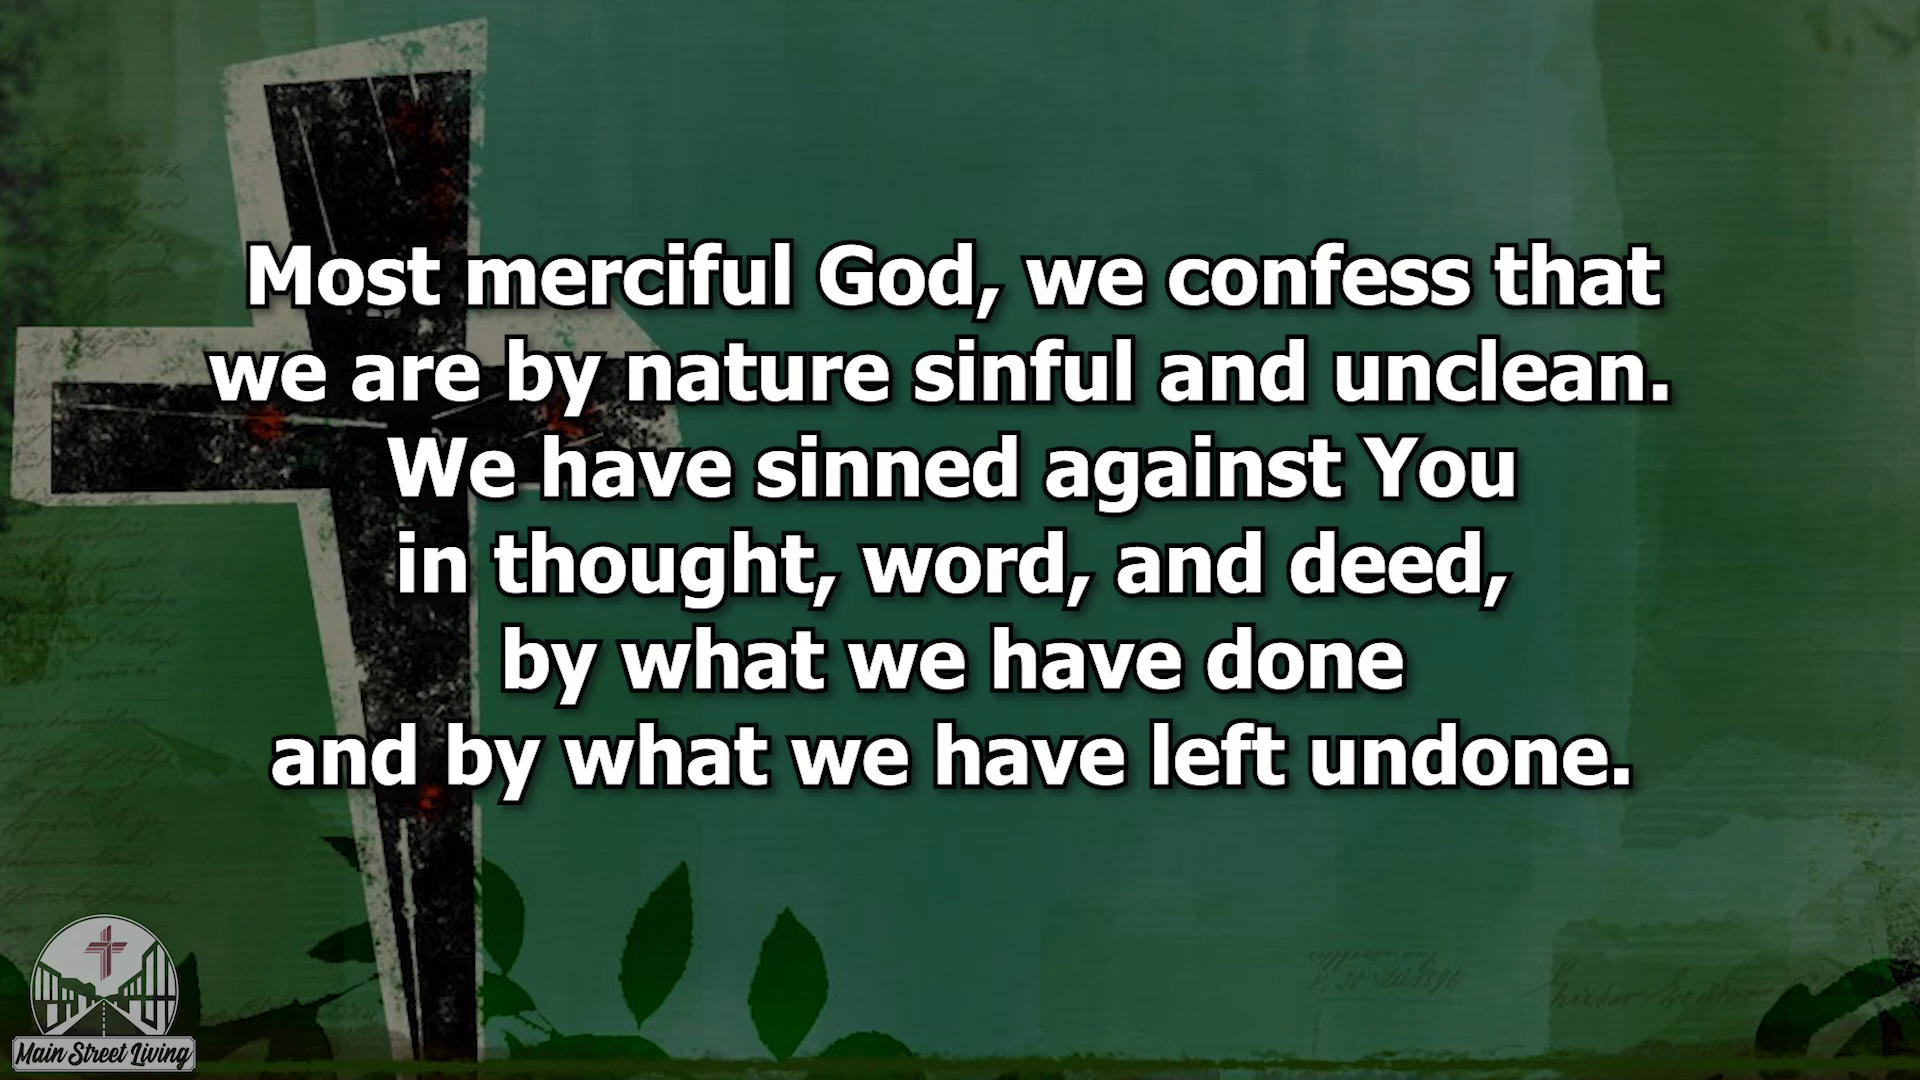 Most merciful God, we confess that
we are by nature sinful and unclean.
We have sinned against You
in thought, word, and deed,
by what we have done
and by what we have left undone.
Main Street Living